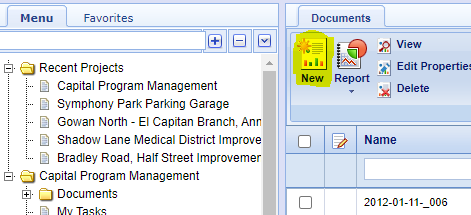 Menu
Favorites
Recent Projects
Capital Program Management
Symphony Park Parking Garage
Gowan North - El Capitan Branch, Ann
Shadow Lane Medical District Improve
Bradley Road, Half Street Improvemen
Capital Program Management
Documents
My Tasks
Documents
New
Report
View
Edit Properties
Delete
Name
2012-01-11-_006